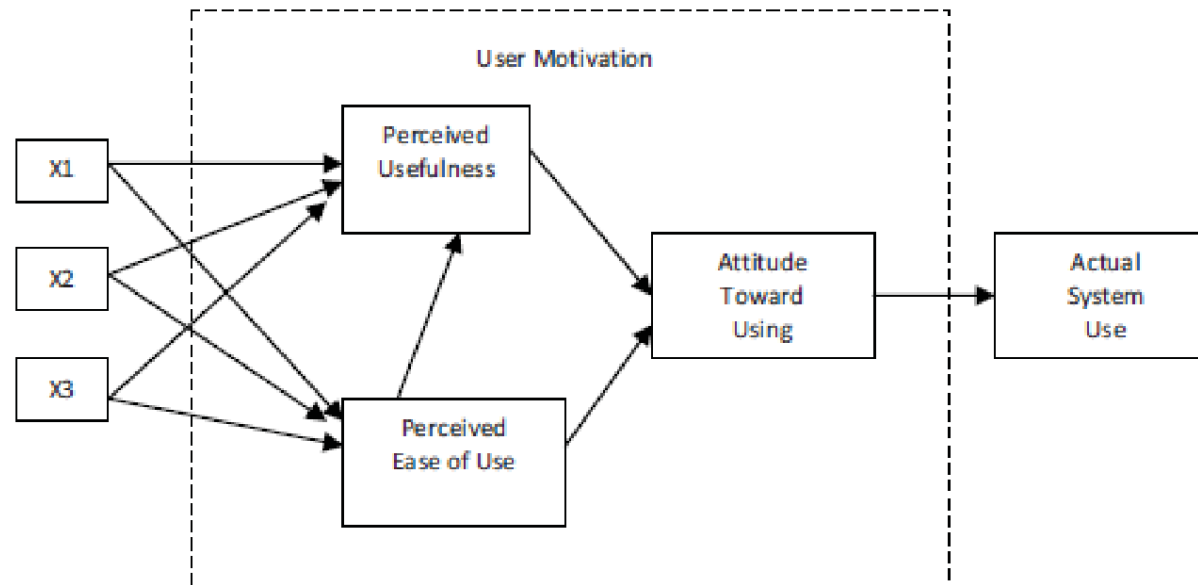 User Motivation
X1
X2
X3
Perceived
Usefulness
Perceived
Ease of Use
Attitude
Toward
Using
Actual
System
Use